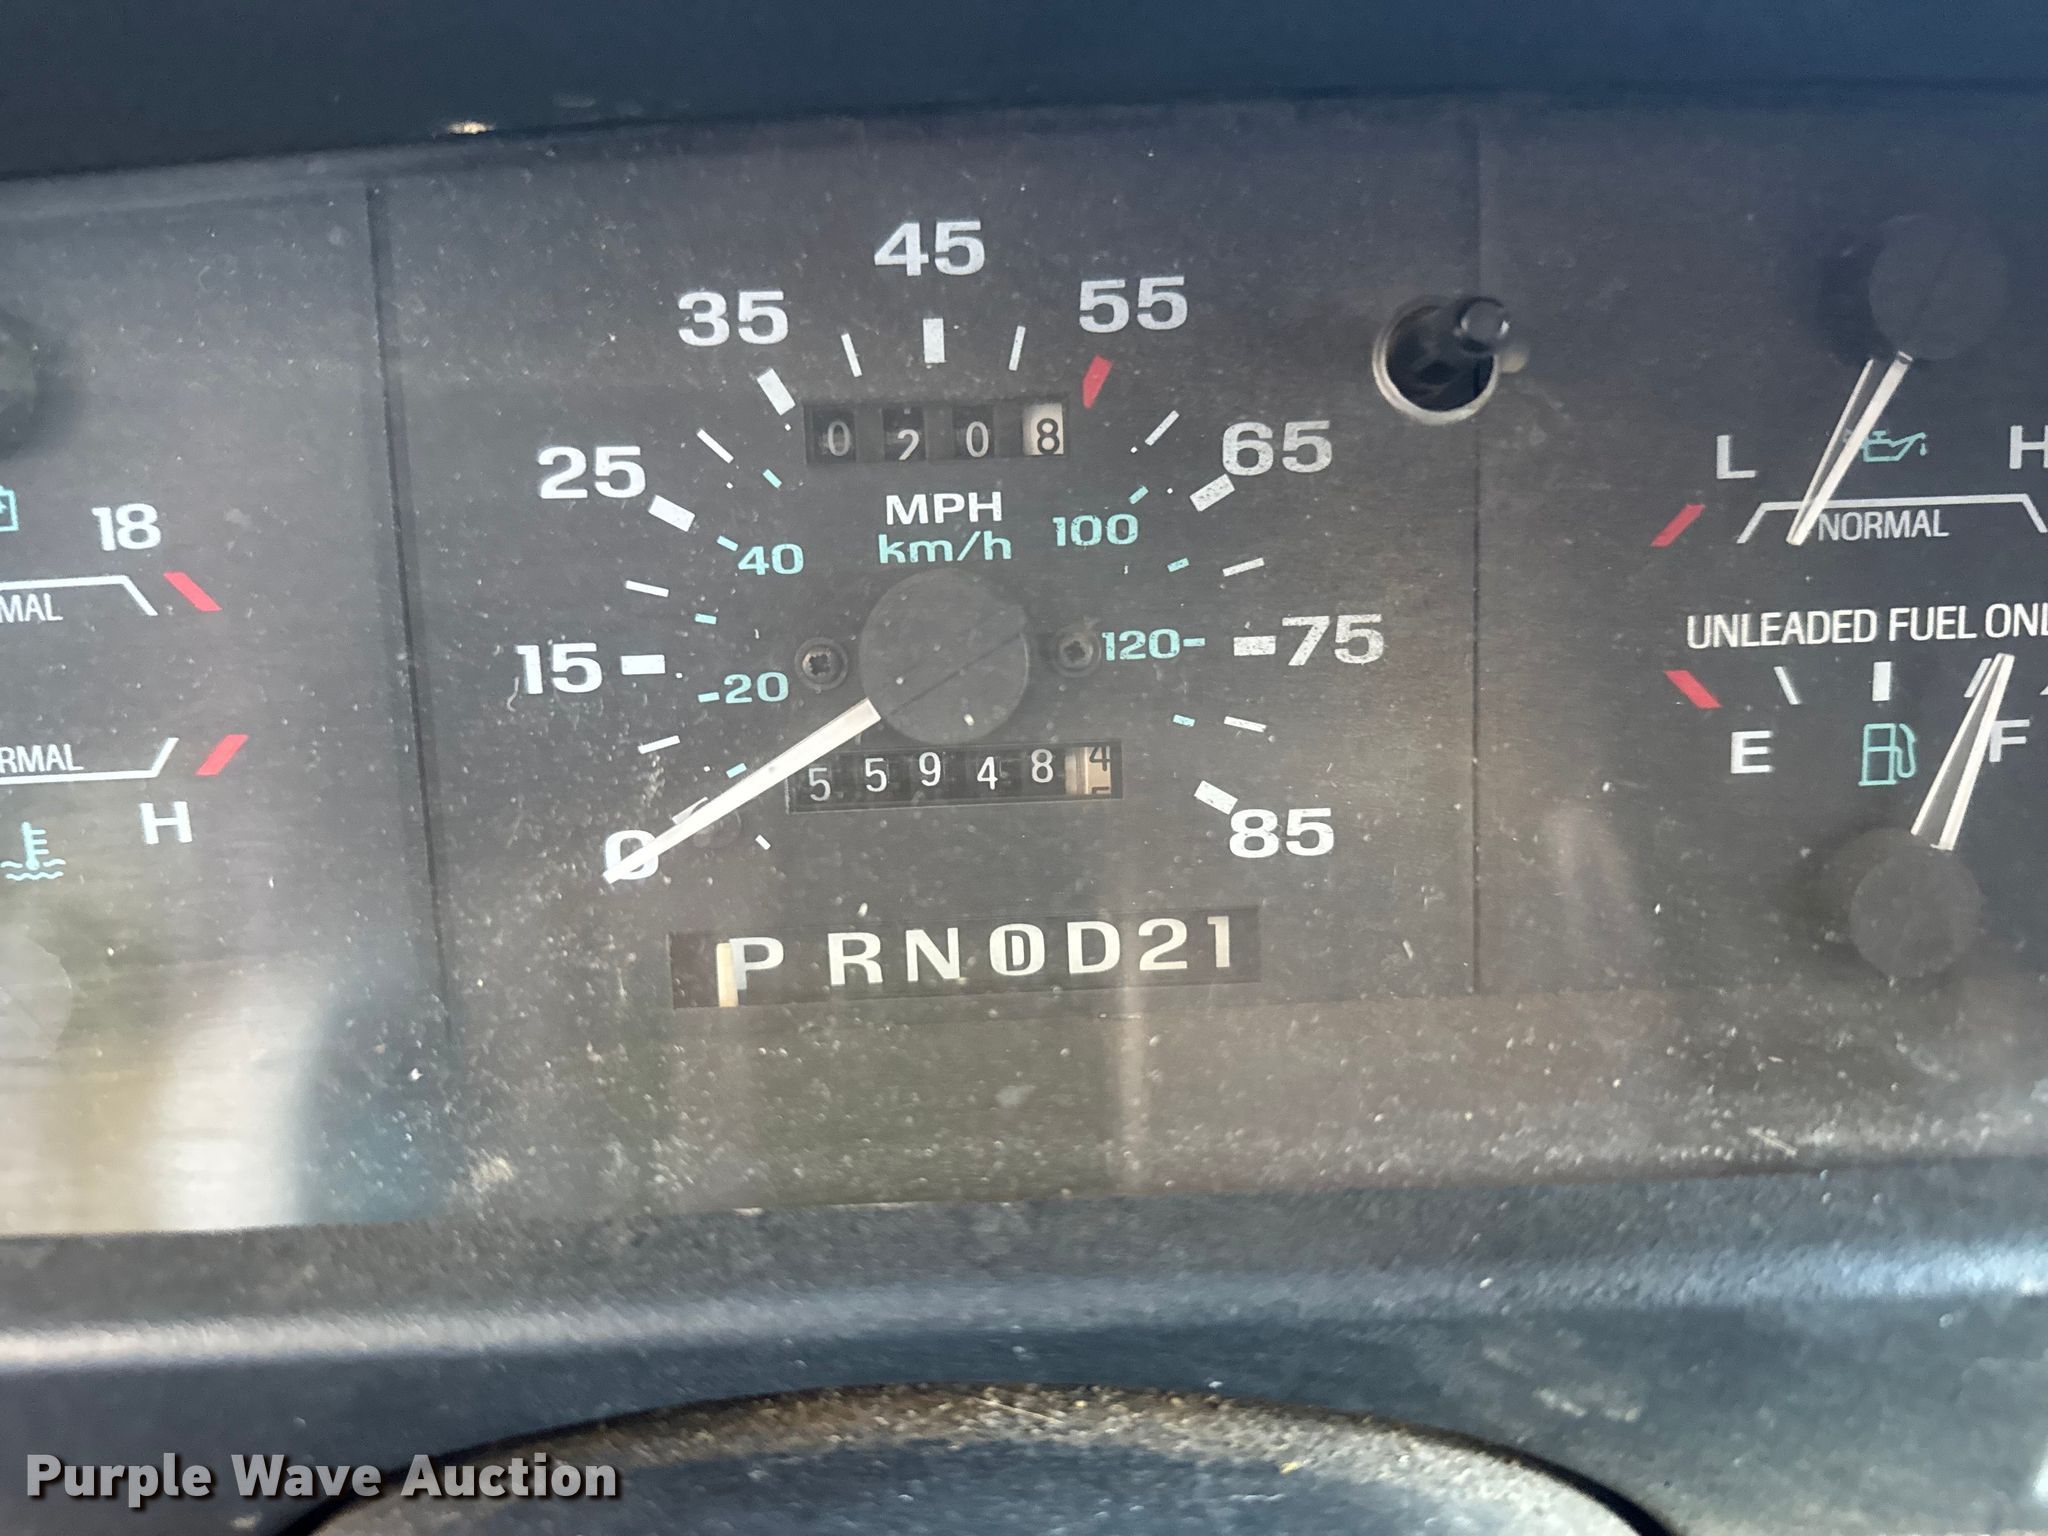 45
35
55
0208
25
65
MPH
km/h
40
100
18
L
H
NORMAL
MAL
UNLEADED FUEL ONL
15
20
120
75
RMAL
H
559484
E
F
0
85
PRNDD21
Purple Wave Auction